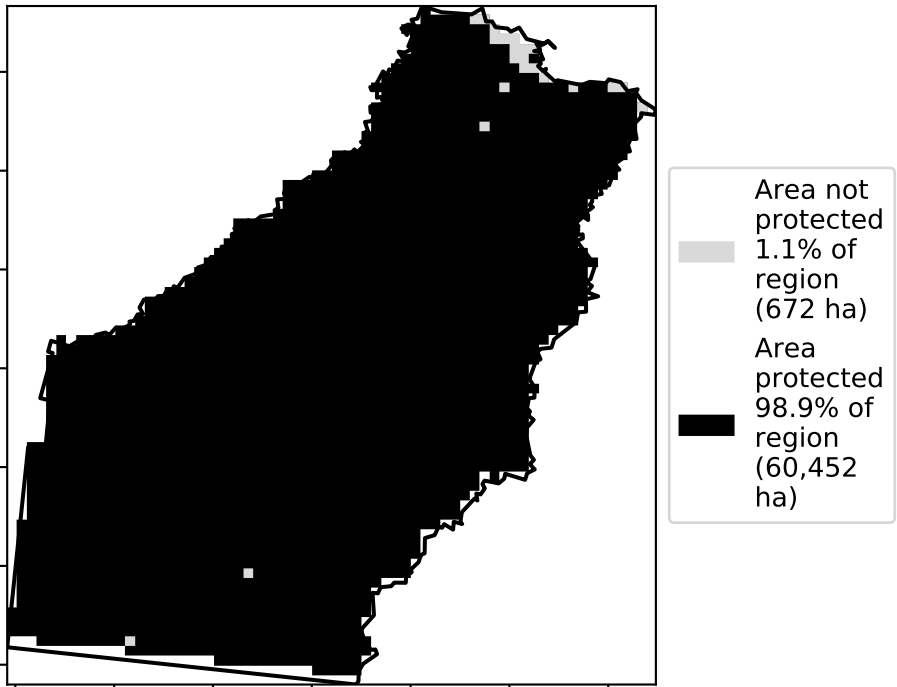 Area not
protected
1.1% of
region
(672 ha)
Area
protected
98.9% of
region
(60,452
ha)